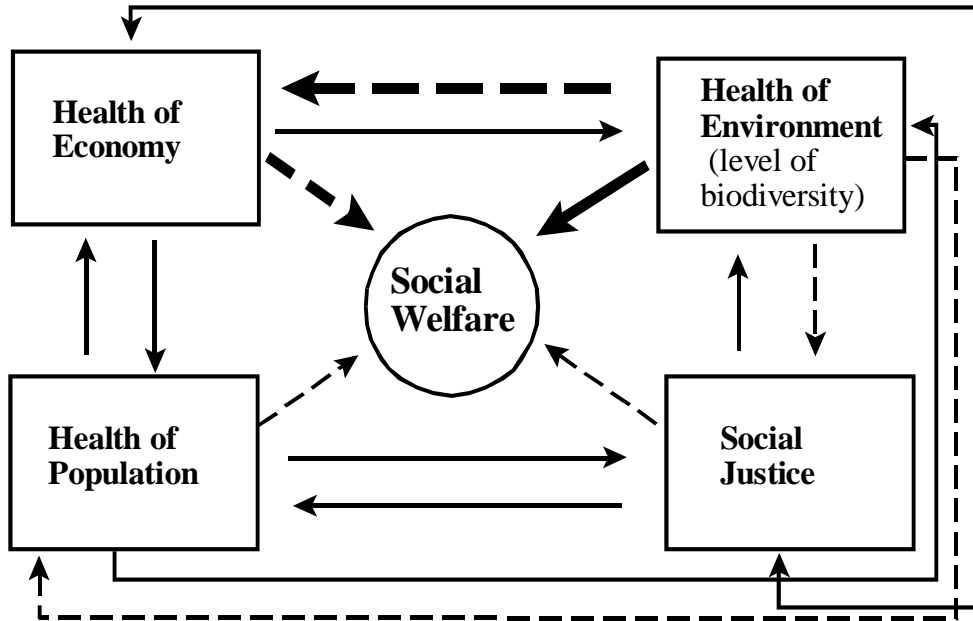 Health of
Economy
Health of
Environment
(level of
biodiversity)
Social
Welfare
Health of
Population
Social
Justice